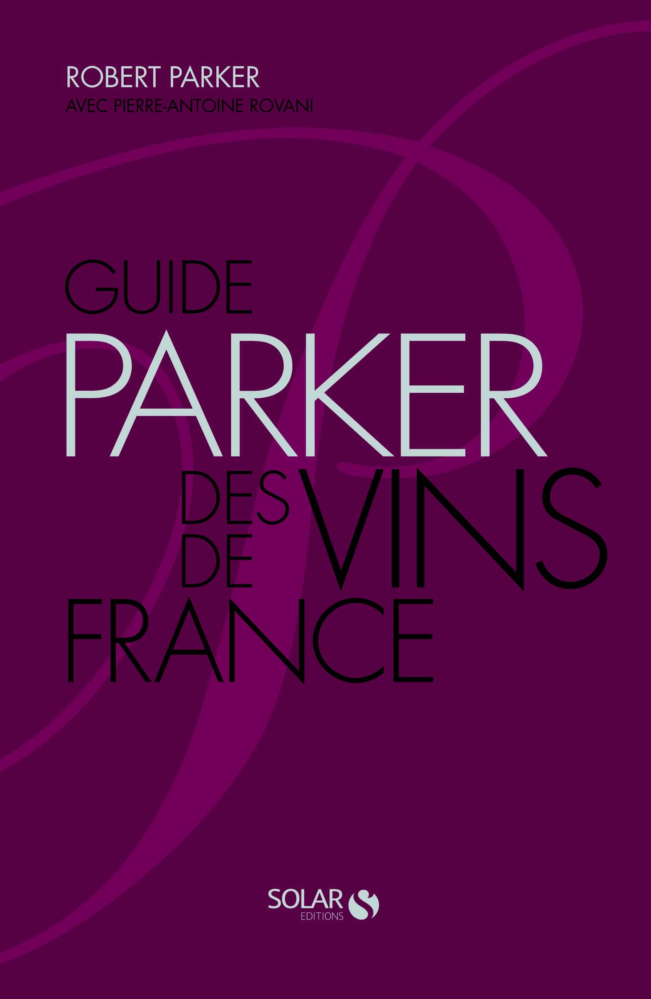 ROBERT PARKER
AVEC PIERRE-ANTOINE ROVANI
GUIDE
PARKER
DES VINS
DE
FRANCE
SOLAR
EDITIONS